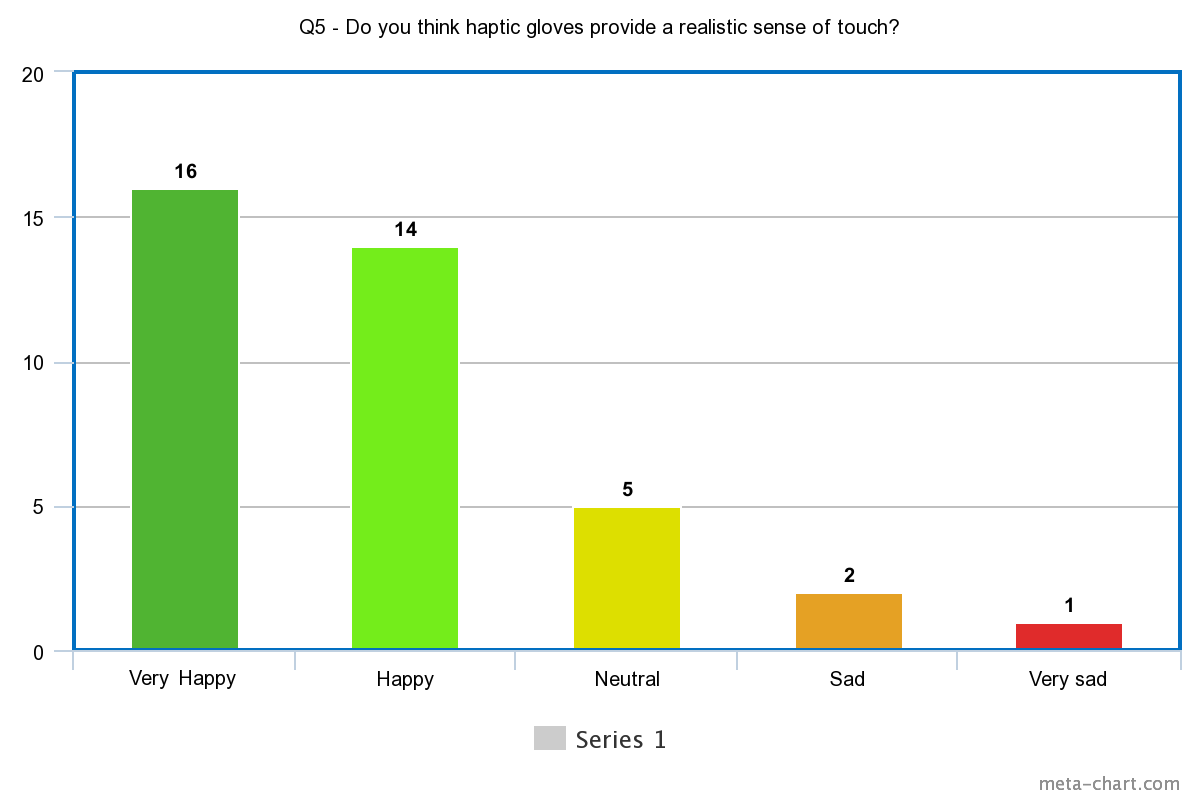 Q5 - Do you think haptic gloves provide a realistic sense of touch?
20
15
10
5
0
16
14
5
2
1
Very Happy
Happy
Neutral
Sad
Very sad
Series 1
meta-chart.com